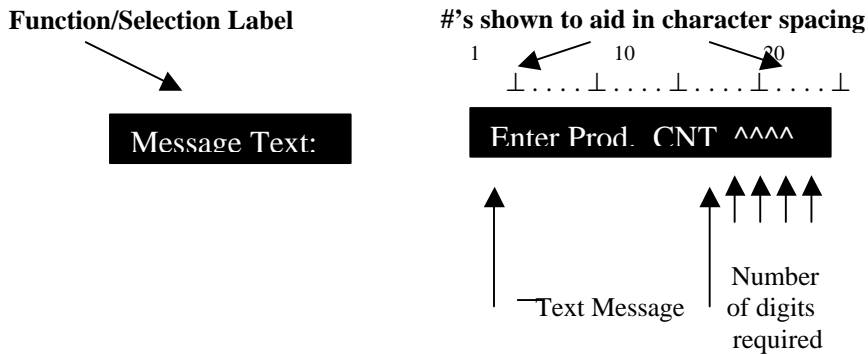 Function/Selection Label
#'s shown to aid in character spacing
1 10 20
⊥ . . . . ⊥ . . . . ⊥ . . . . ⊥ . . . . ⊥
Message Text:
Enter Prod. CNT ^^^^
Text Message
Number
of digits
required